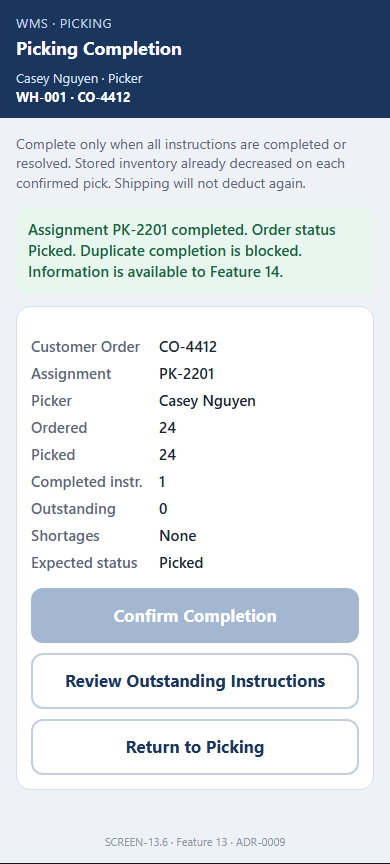 WMS · PICKING
Picking Completion
Casey Nguyen · Picker
WH-001 · CO-4412
Complete only when all instructions are completed or
resolved. Stored inventory already decreased on each
confirmed pick. Shipping will not deduct again.
Assignment PK-2201 completed. Order status
Picked. Duplicate completion is blocked.
Information is available to Feature 14.
Customer Order CO-4412
Assignment PK-2201
Picker Casey Nguyen
Ordered 24
Picked 24
Completed instr. 1
Outstanding 0
Shortages None
Expected status Picked
Confirm Completion
Review Outstanding Instructions
Return to Picking
SCREEN-13.6 · Feature 13 · ADR-0009